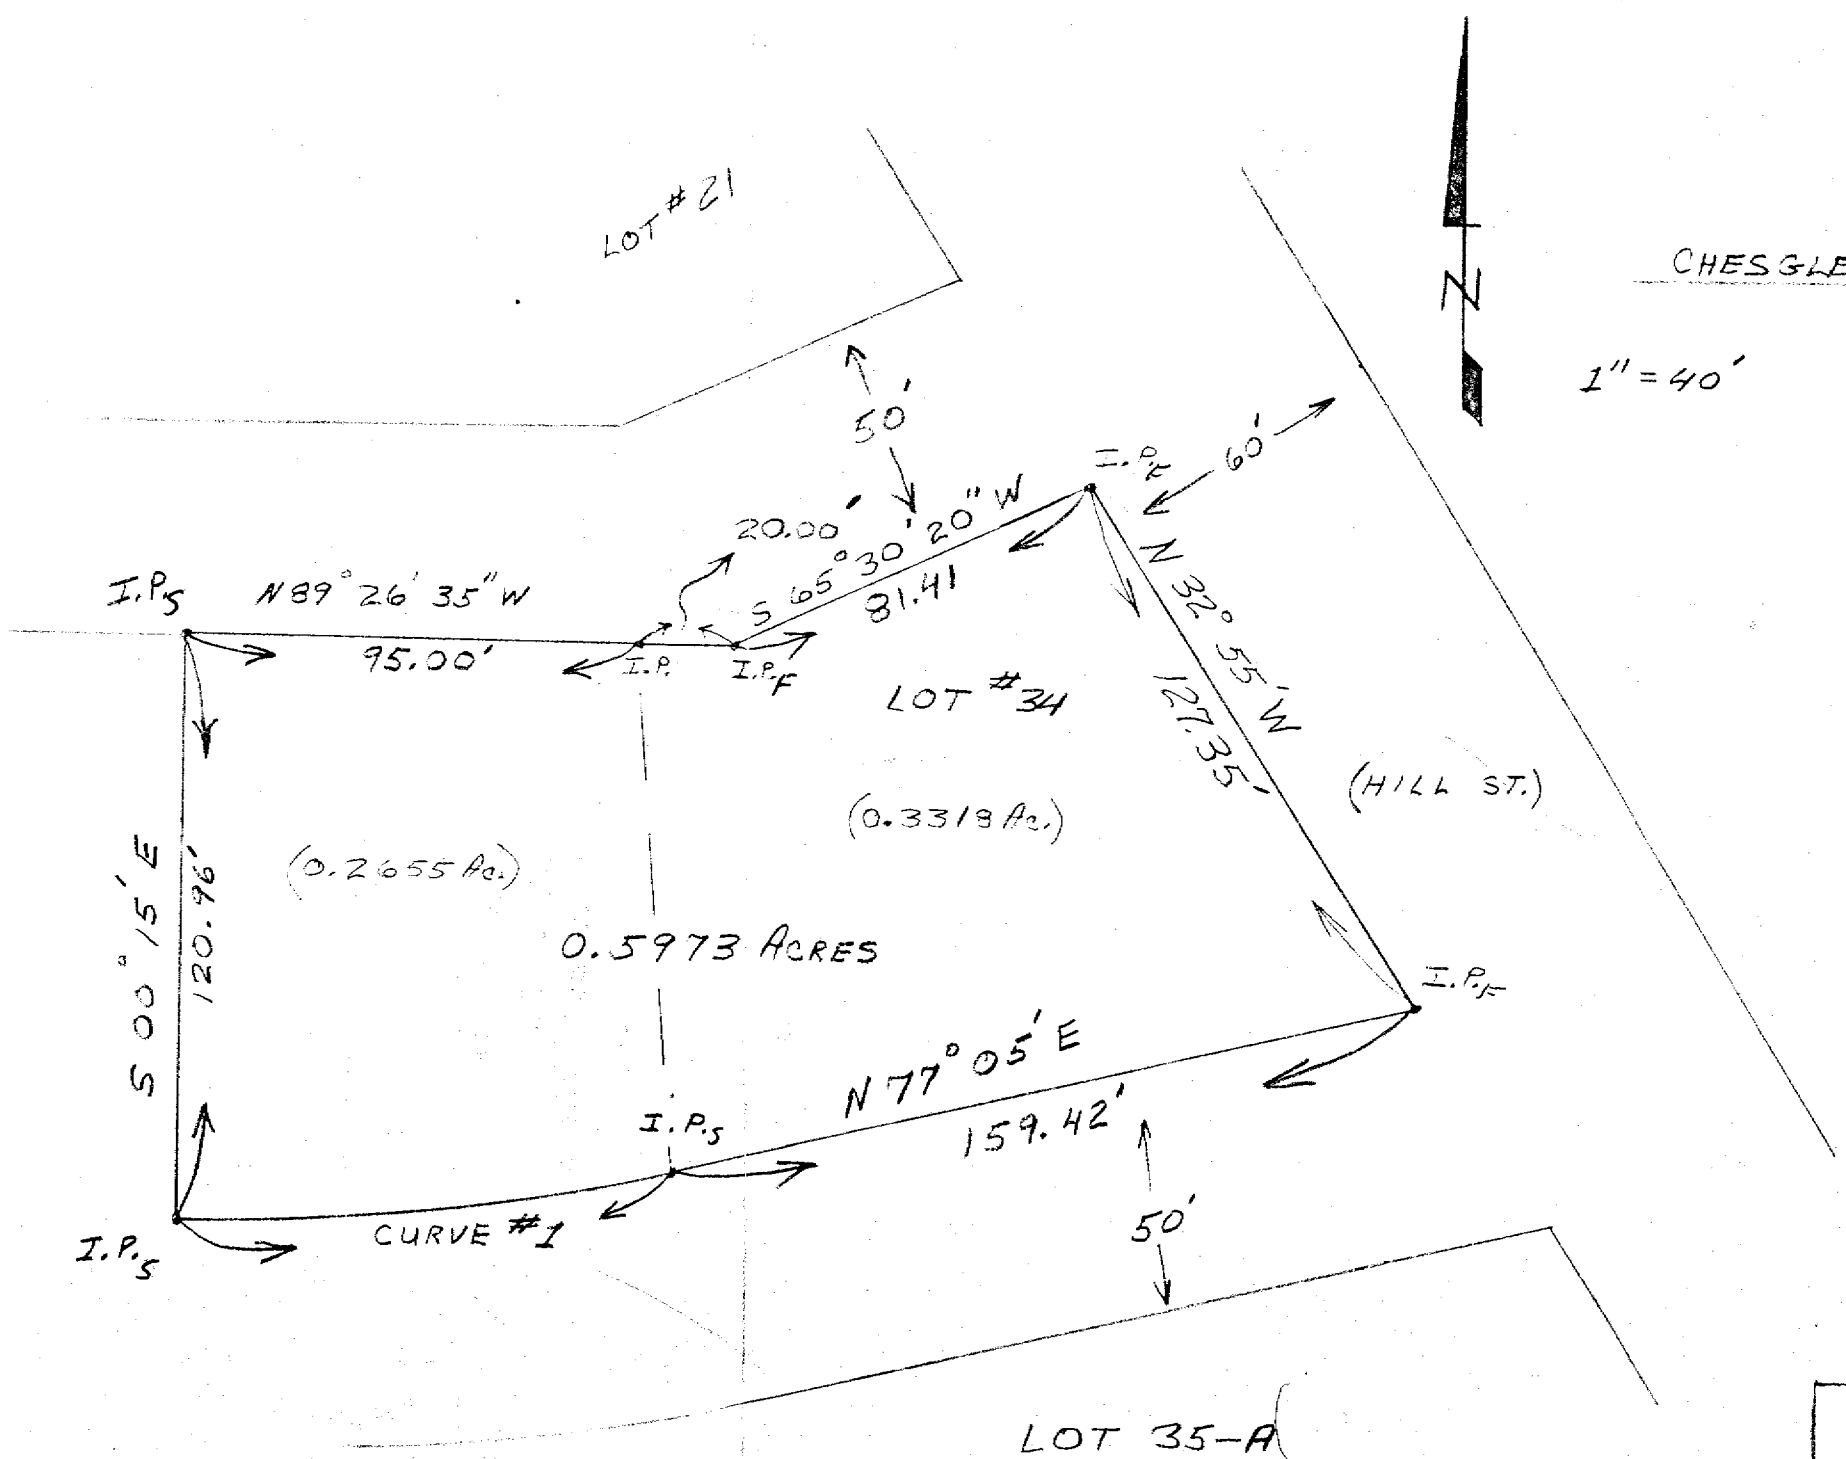 LOT #21
N
CHESGLE
1" = 40'
50'
60'
I.P.F
20.00'
S 65° 30' 20" W
81.41
N 32° 55' W
127.35'
I.P.S
N 89° 26' 35" W
95.00'
I.P.
I.P.F
LOT #34
(HILL ST.)
(0.3318 Ac.)
(0.2655 Ac.)
S 00° 15' E
120.96'
0.5973 ACRES
I.P.F
N 77° 05' E
159.42'
I.P.S
CURVE #1
I.P.S
50'
LOT 35-A